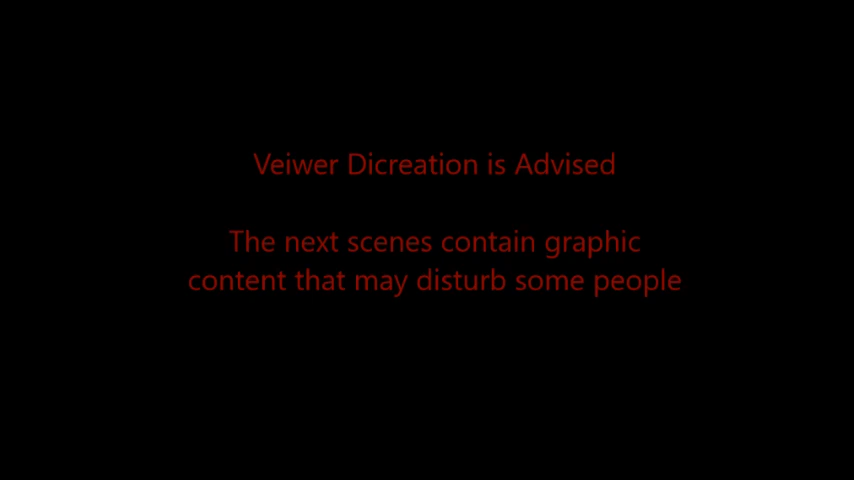 Veiwer Dicreation is Advised
The next scenes contain graphic
content that may disturb some people